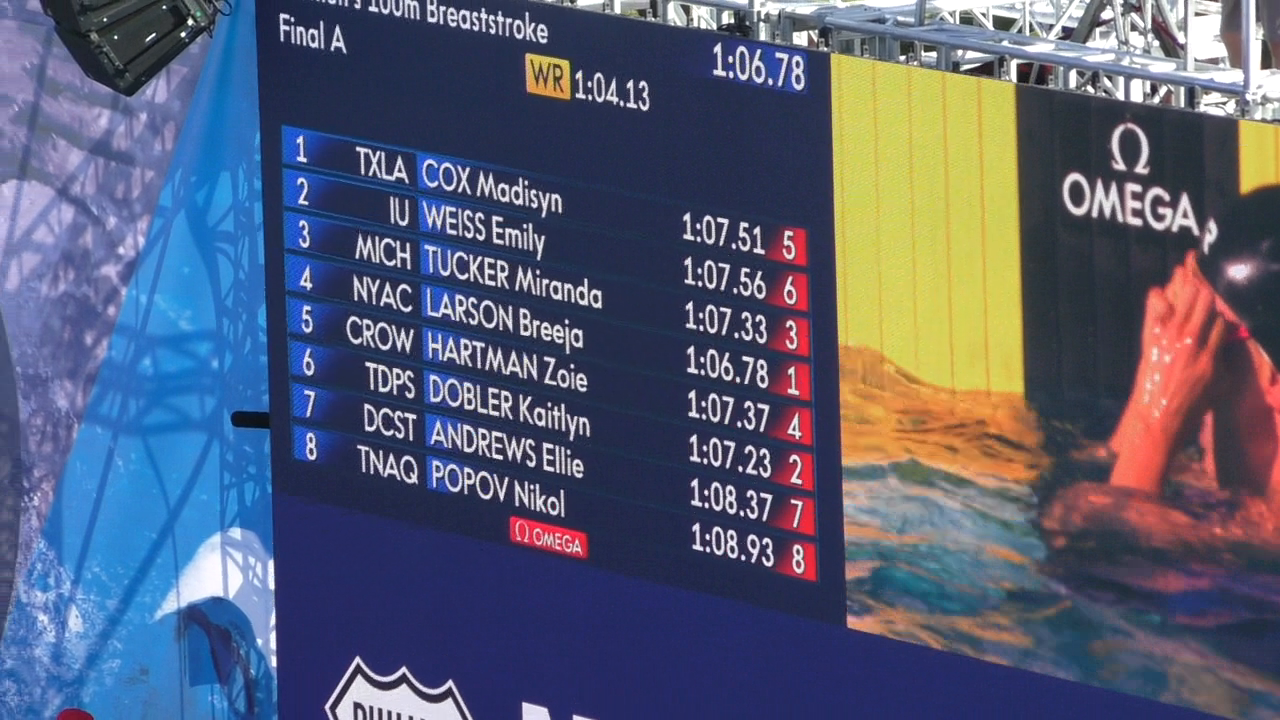 100m Breaststroke
Final A
1:06.78
WR 1:04.13
1 TXLA COX Madisyn 1:07.51 5
2 IU WEISS Emily 1:07.56 6
3 MICH TUCKER Miranda 1:07.33 3
4 NYAC LARSON Breeja 1:06.78 1
5 CROW HARTMAN Zoie 1:07.37 4
6 TDPS DOBLER Kaitlyn 1:07.23 2
7 DCST ANDREWS Ellie 1:08.37 7
8 TNAQ POPOV Nikol 1:08.93 8
Ω OMEGA
Ω
OMEGA